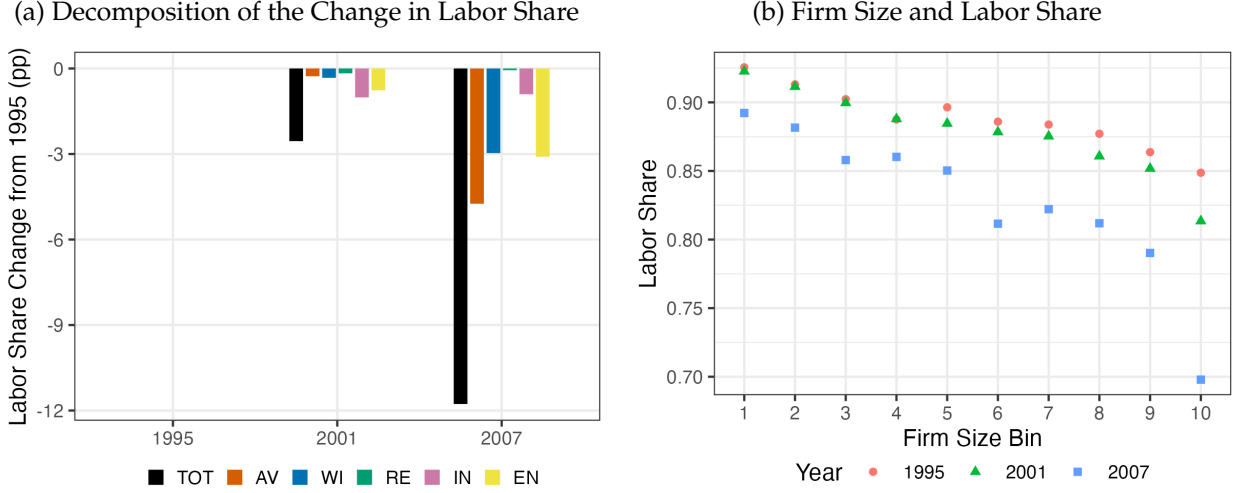 (a) Decomposition of the Change in Labor Share
Labor Share Change from 1995 (pp)
0
-3
-6
-9
-12
1995 2001 2007
TOT AV WI RE IN EN
(b) Firm Size and Labor Share
Labor Share
0.90
0.85
0.80
0.75
0.70
1 2 3 4 5 6 7 8 9 10
Firm Size Bin
Year 1995 2001 2007